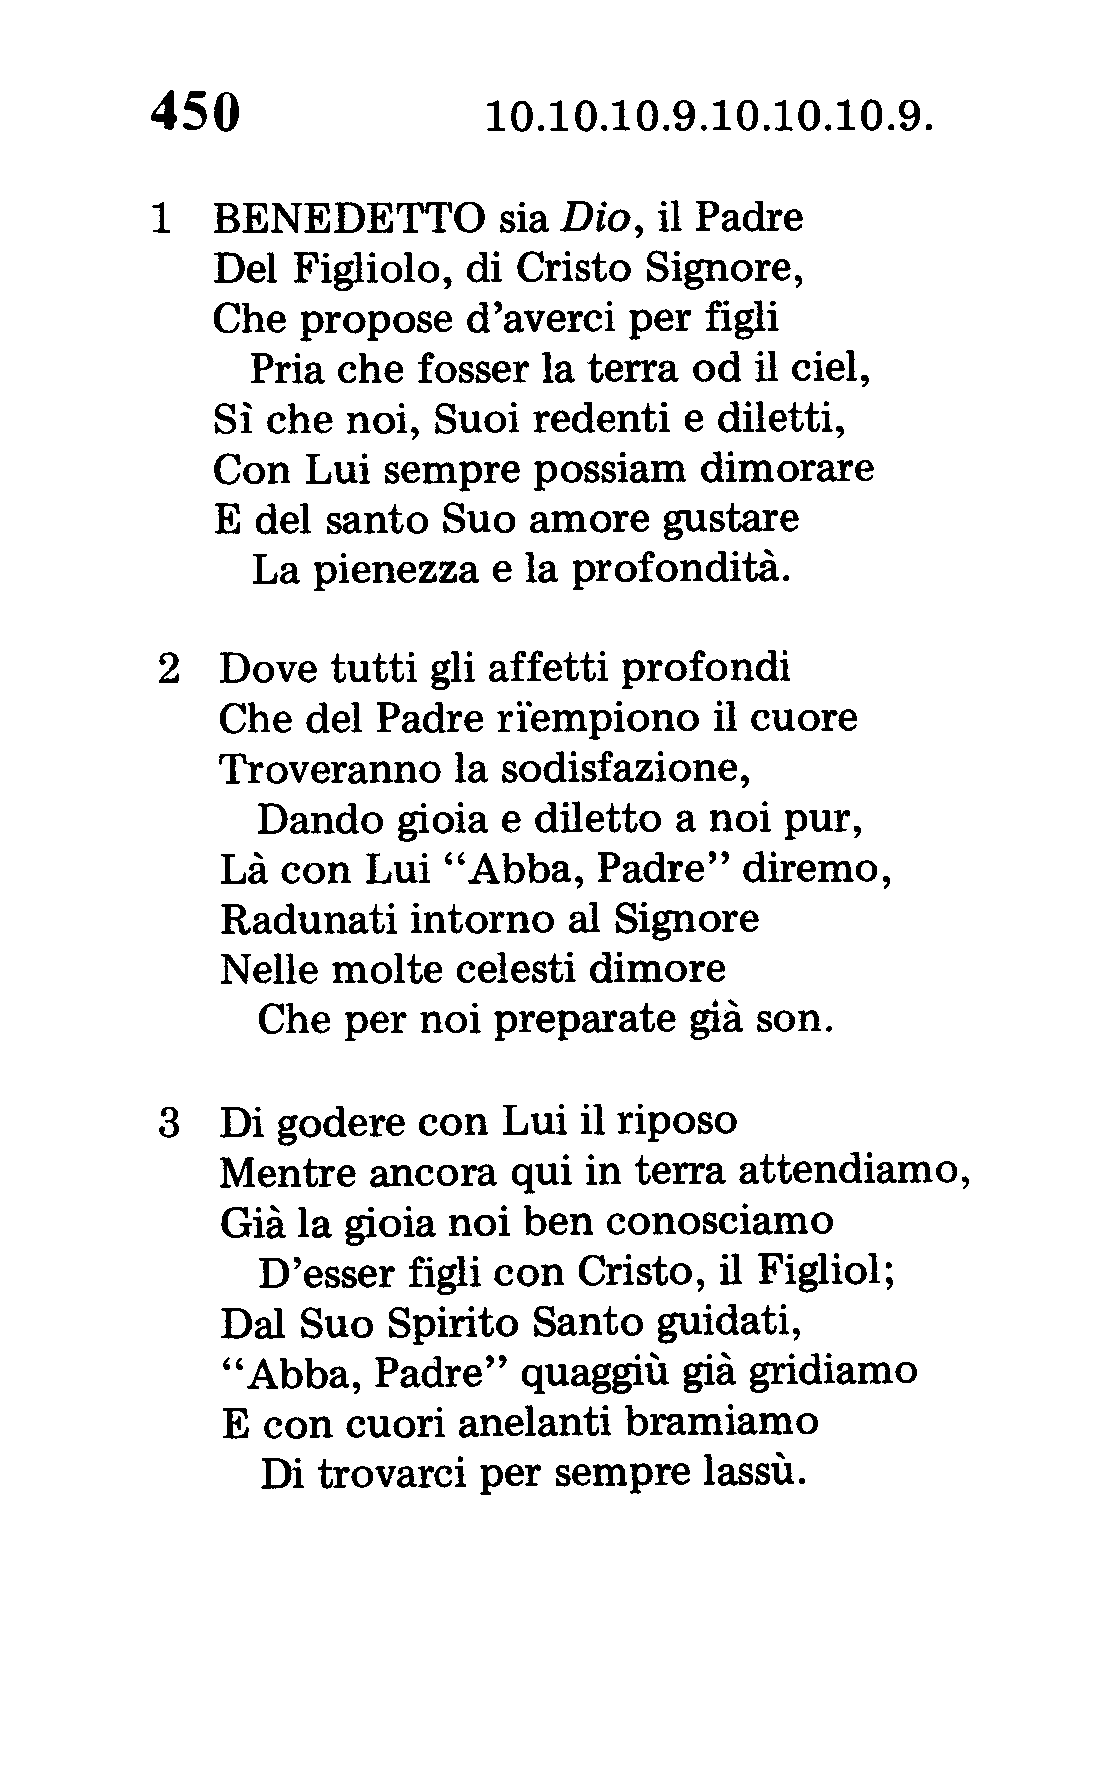 450 10.10.10.9.10.10.10.9.
1 BENEDETTO sia Dio, il Padre
Del Figliolo, di Cristo Signore,
Che propose d’averci per figli
Pria che fosser la terra od il ciel,
Sì che noi, Suoi redenti e diletti,
Con Lui sempre possiam dimorare
E del santo Suo amore gustare
La pienezza e la profondità.
2 Dove tutti gli affetti profondi
Che del Padre rïempiono il cuore
Troveranno la sodisfazione,
Dando gioia e diletto a noi pur,
Là con Lui “Abba, Padre” diremo,
Radunati intorno al Signore
Nelle molte celesti dimore
Che per noi preparate già son.
3 Di godere con Lui il riposo
Mentre ancora qui in terra attendiamo,
Già la gioia noi ben conosciamo
D’esser figli con Cristo, il Figliol;
Dal Suo Spirito Santo guidati,
“Abba, Padre” quaggiù già gridiamo
E con cuori anelanti bramiamo
Di trovarci per sempre lassù.